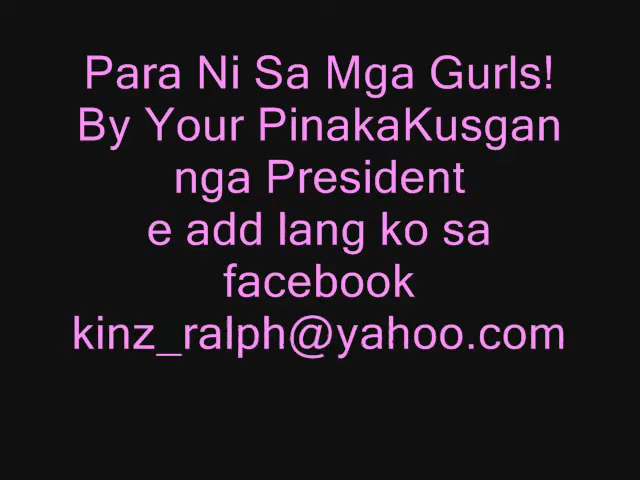 Para Ni Sa Mga Gurls!
By Your PinakaKusgan
nga President
e add lang ko sa
facebook
kinz_ralph@yahoo.com